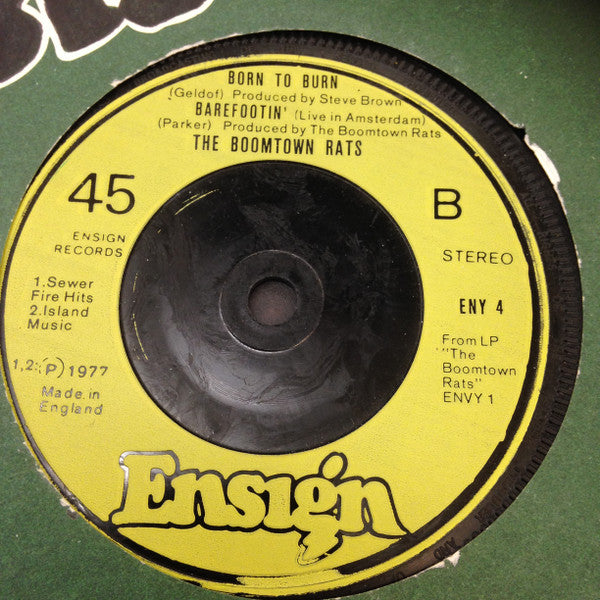 BORN TO BURN
(Geldof) Produced by Steve Brown
BAREFOOTIN' (Live in Amsterdam)
(Parker) Produced by The Boomtown Rats
THE BOOMTOWN RATS
45
B
ENSIGN
RECORDS
STEREO
1.Sewer
Fire Hits
2.Island
Music
ENY 4
From LP
"The
Boomtown
Rats"
ENVY 1
1,2:Ⓟ1977
Made in
England
Ensign
AND